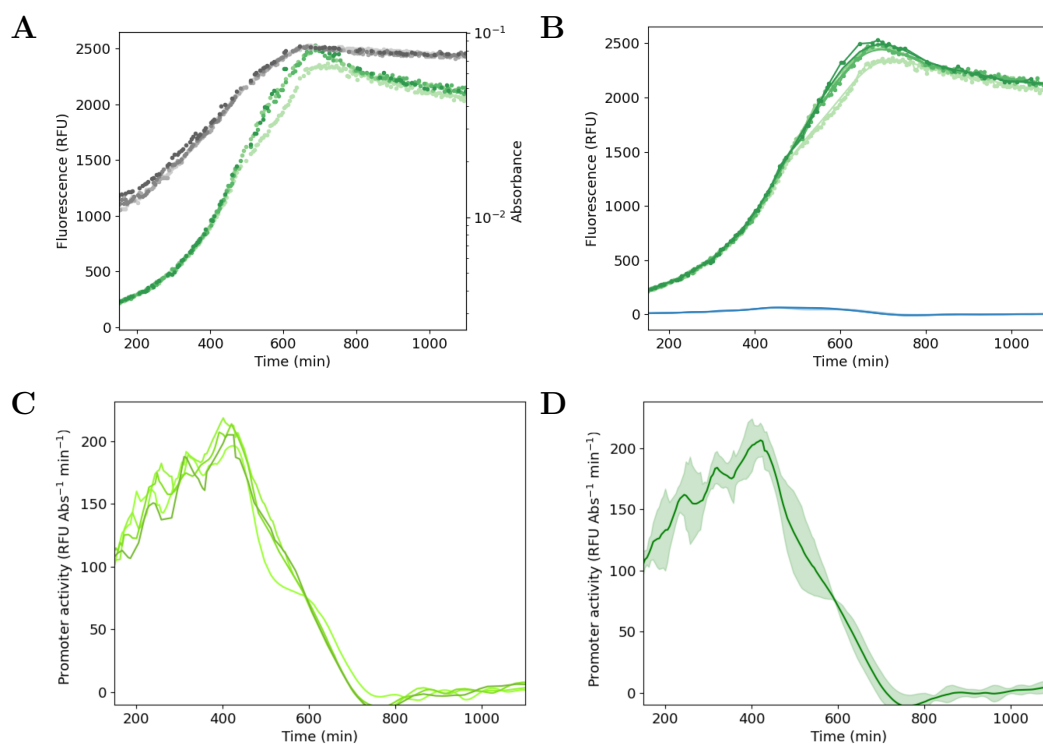 A
2500
2000
1500
1000
500
0
Fluorescence (RFU)
10⁻¹
10⁻²
Absorbance
200 400 600 800 1000
Time (min)
B
2500
2000
1500
1000
500
0
Fluorescence (RFU)
200 400 600 800 1000
Time (min)
C
200
150
100
50
0
Promoter activity (RFU Abs⁻¹ min⁻¹)
200 400 600 800 1000
Time (min)
D
200
150
100
50
0
Promoter activity (RFU Abs⁻¹ min⁻¹)
200 400 600 800 1000
Time (min)